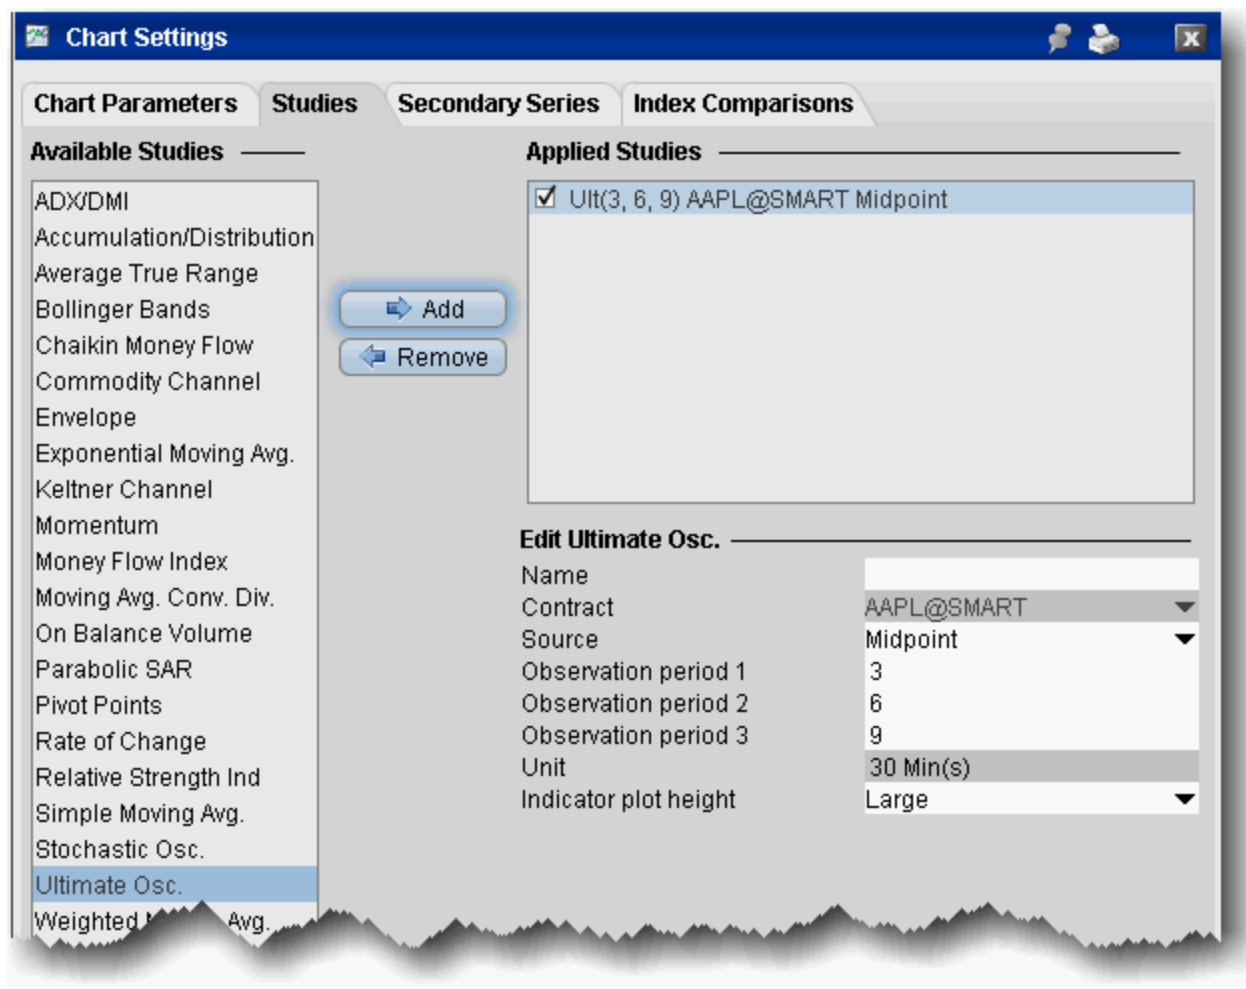 Chart Settings
Chart Parameters
Studies
Secondary Series
Index Comparisons
Available Studies
ADX/DMI
Accumulation/Distribution
Average True Range
Bollinger Bands
Chaikin Money Flow
Commodity Channel
Envelope
Exponential Moving Avg.
Keltner Channel
Momentum
Money Flow Index
Moving Avg. Conv. Div.
On Balance Volume
Parabolic SAR
Pivot Points
Rate of Change
Relative Strength Ind
Simple Moving Avg.
Stochastic Osc.
Ultimate Osc.
Weighted Avg.
Add
Remove
Applied Studies
Ult(3, 6, 9) AAPL@SMART Midpoint
Edit Ultimate Osc.
Name
Contract AAPL@SMART
Source Midpoint
Observation period 1 3
Observation period 2 6
Observation period 3 9
Unit 30 Min(s)
Indicator plot height Large